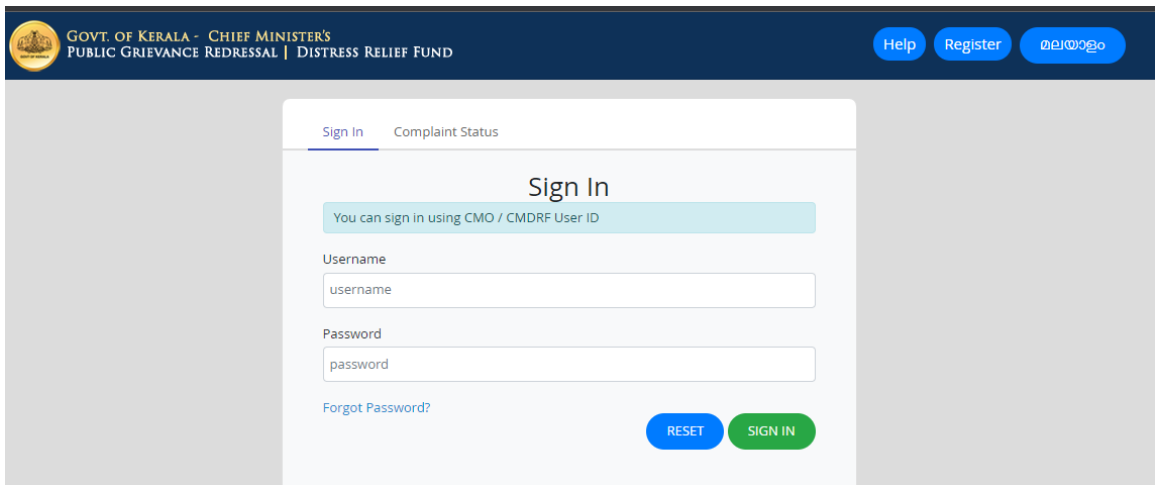 GOVT. OF KERALA - CHIEF MINISTER'S
PUBLIC GRIEVANCE REDRESSAL | DISTRESS RELIEF FUND
Help Register മലയാളം
Sign In Complaint Status
Sign In
You can sign in using CMO / CMDRF User ID
Username
username
Password
password
Forgot Password?
RESET SIGN IN